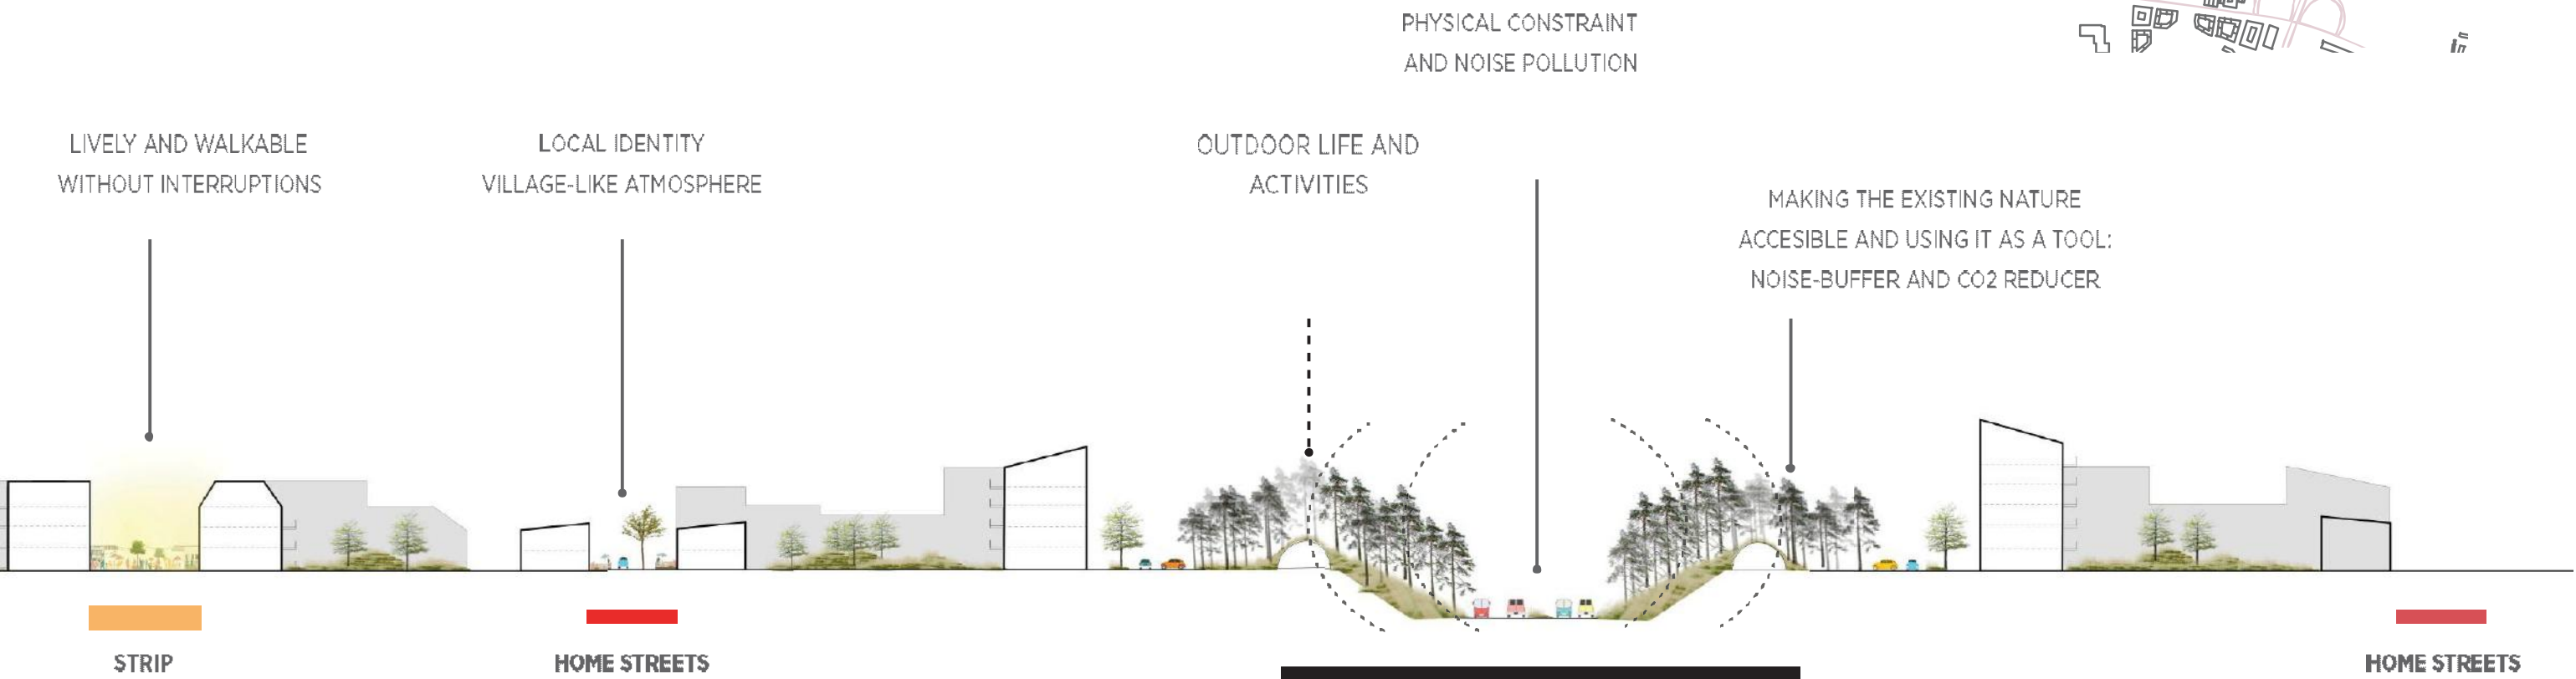 PHYSICAL CONSTRAINT
AND NOISE POLLUTION
LIVELY AND WALKABLE
WITHOUT INTERRUPTIONS
LOCAL IDENTITY
VILLAGE-LIKE ATMOSPHERE
OUTDOOR LIFE AND
ACTIVITIES
MAKING THE EXISTING NATURE
ACCESIBLE AND USING IT AS A TOOL:
NOISE-BUFFER AND CO2 REDUCER
STRIP
HOME STREETS
HOME STREETS